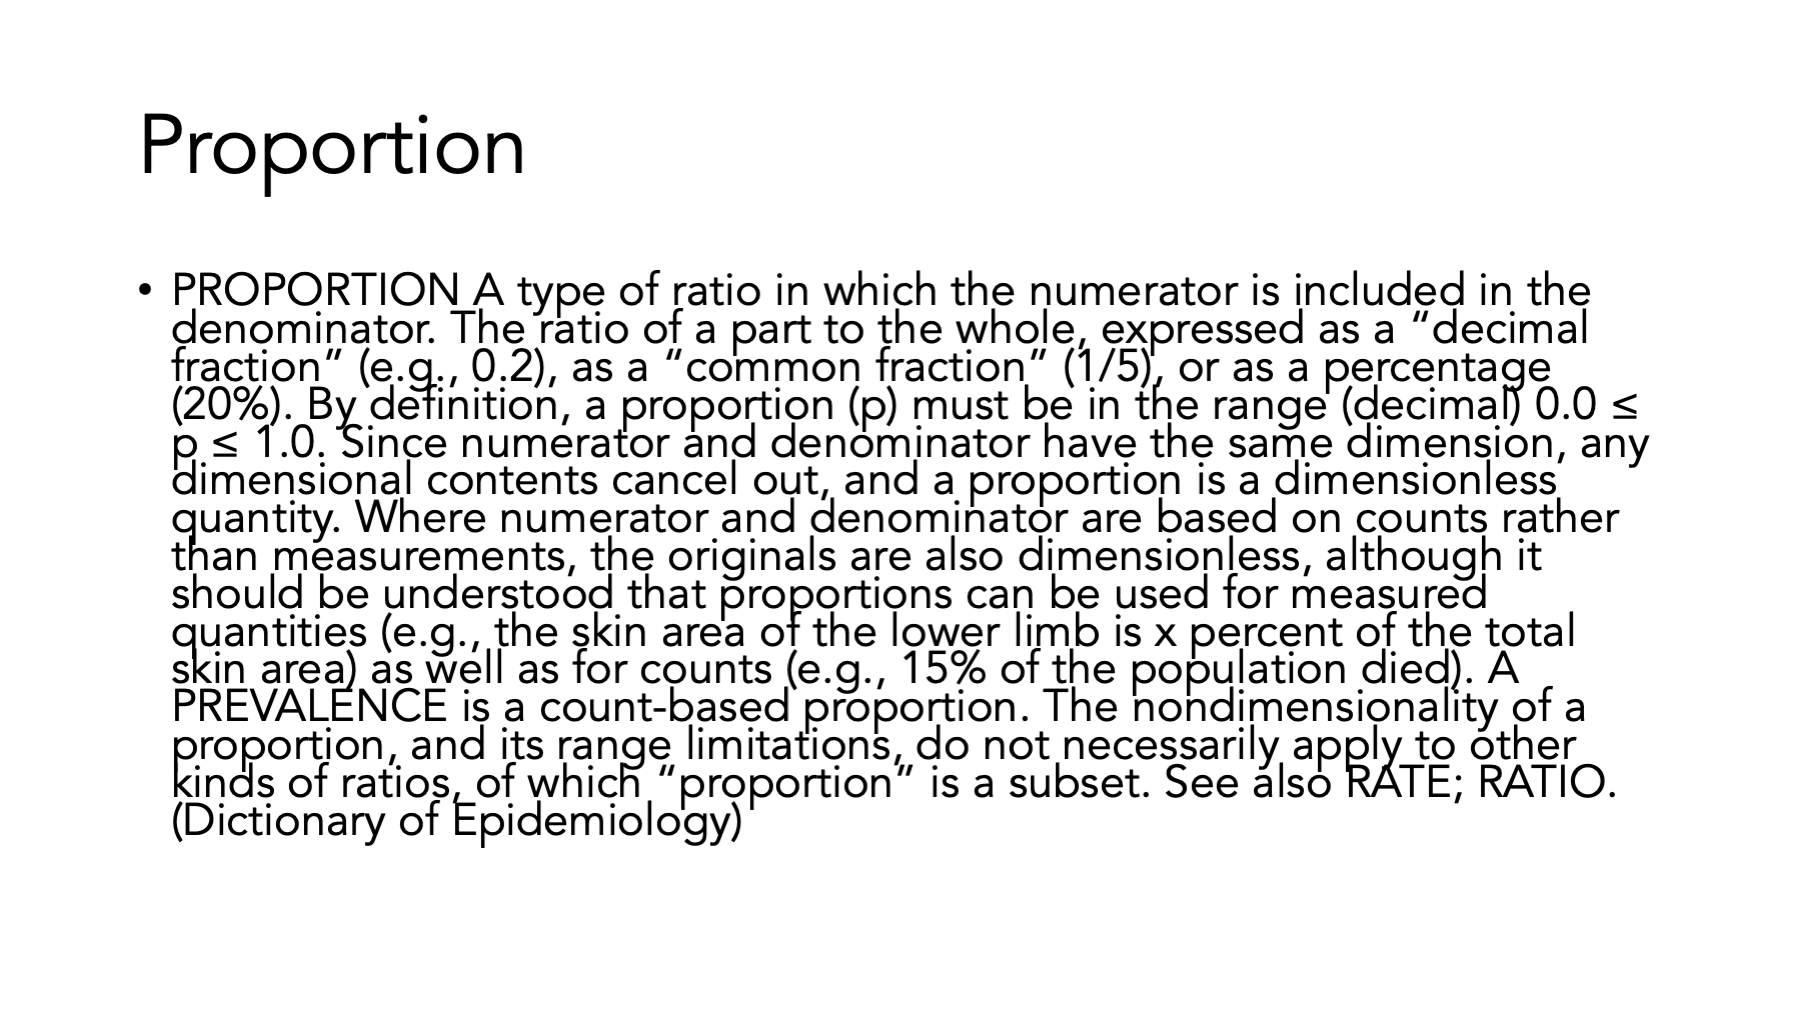 Proportion
• PROPORTION A type of ratio in which the numerator is included in the
denominator. The ratio of a part to the whole, expressed as a “decimal
fraction” (e.g., 0.2), as a “common fraction” (1/5), or as a percentage
(20%). By definition, a proportion (p) must be in the range (decimal) 0.0 ≤
p ≤ 1.0. Since numerator and denominator have the same dimension, any
dimensional contents cancel out, and a proportion is a dimensionless
quantity. Where numerator and denominator are based on counts rather
than measurements, the originals are also dimensionless, although it
should be understood that proportions can be used for measured
quantities (e.g., the skin area of the lower limb is x percent of the total
skin area) as well as for counts (e.g., 15% of the population died). A
PREVALENCE is a count-based proportion. The nondimensionality of a
proportion, and its range limitations, do not necessarily apply to other
kinds of ratios, of which “proportion” is a subset. See also RATE; RATIO.
(Dictionary of Epidemiology)